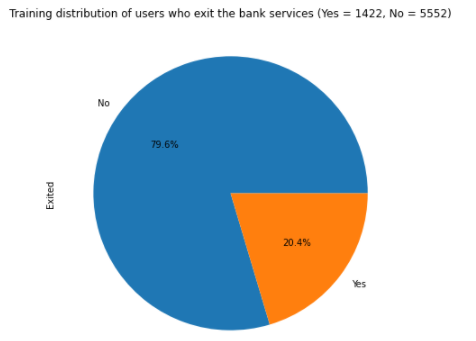 Training distribution of users who exit the bank services (Yes = 1422, No = 5552)
No
79.6%
Exited
20.4%
Yes